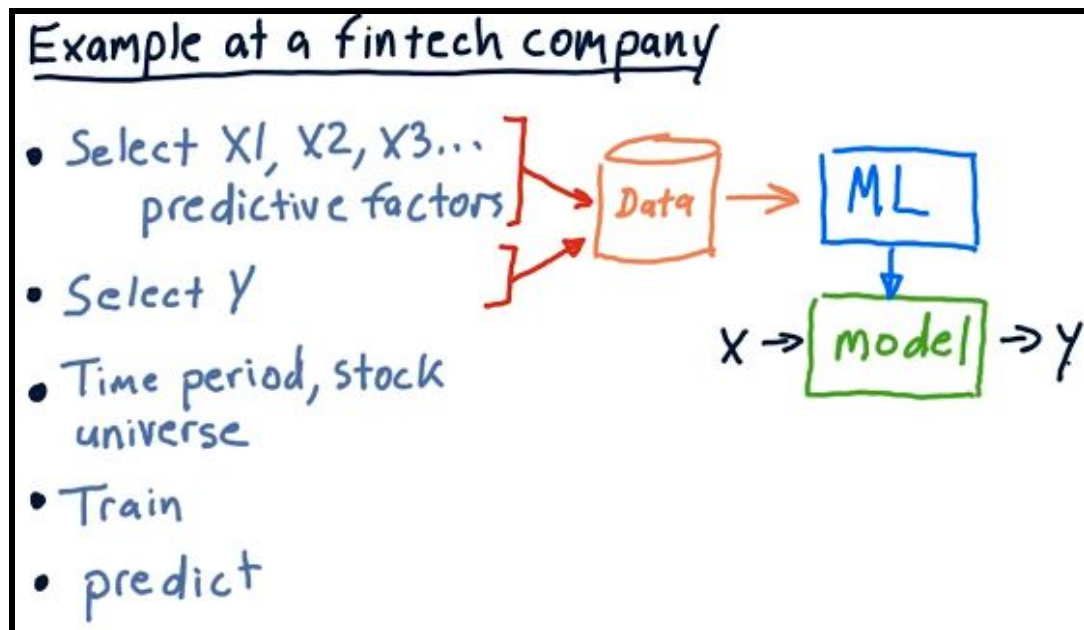 Example at a fintech company
• Select X1, X2, X3...
predictive factors
• Select Y
• Time period, stock
universe
• Train
• predict
Data
ML
X → model → Y